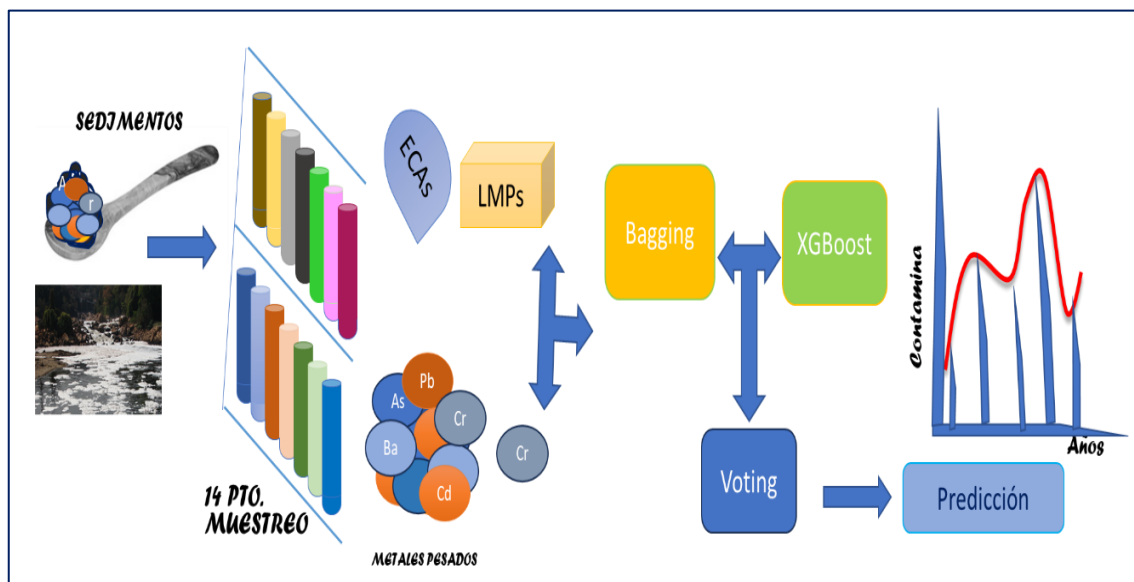 SEDIMENTOS
A
r
14 PTO.
MUESTREO
ECAs
LMPs
Pb
As
Cr
Ba
Cr
Cd
METALES PESADOS
Bagging
XGBoost
Voting
Predicción
Contamina
Años